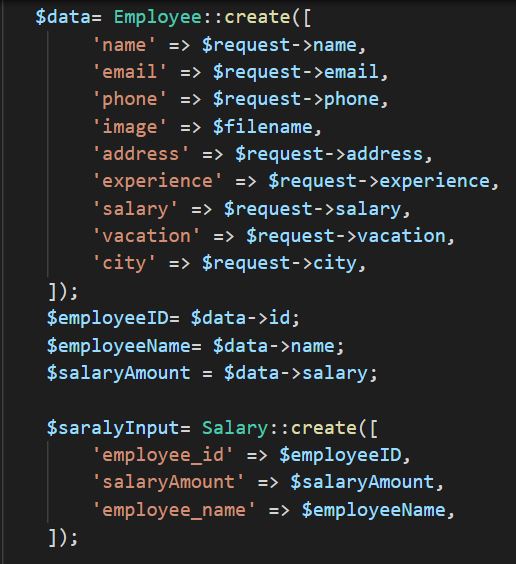 $data= Employee::create([
'name' => $request->name,
'email' => $request->email,
'phone' => $request->phone,
'image' => $filename,
'address' => $request->address,
'experience' => $request->experience,
'salary' => $request->salary,
'vacation' => $request->vacation,
'city' => $request->city,
]);
$employeeID= $data->id;
$employeeName= $data->name;
$salaryAmount = $data->salary;
$saralyInput= Salary::create([
'employee_id' => $employeeID,
'salaryAmount' => $salaryAmount,
'employee_name' => $employeeName,
]);